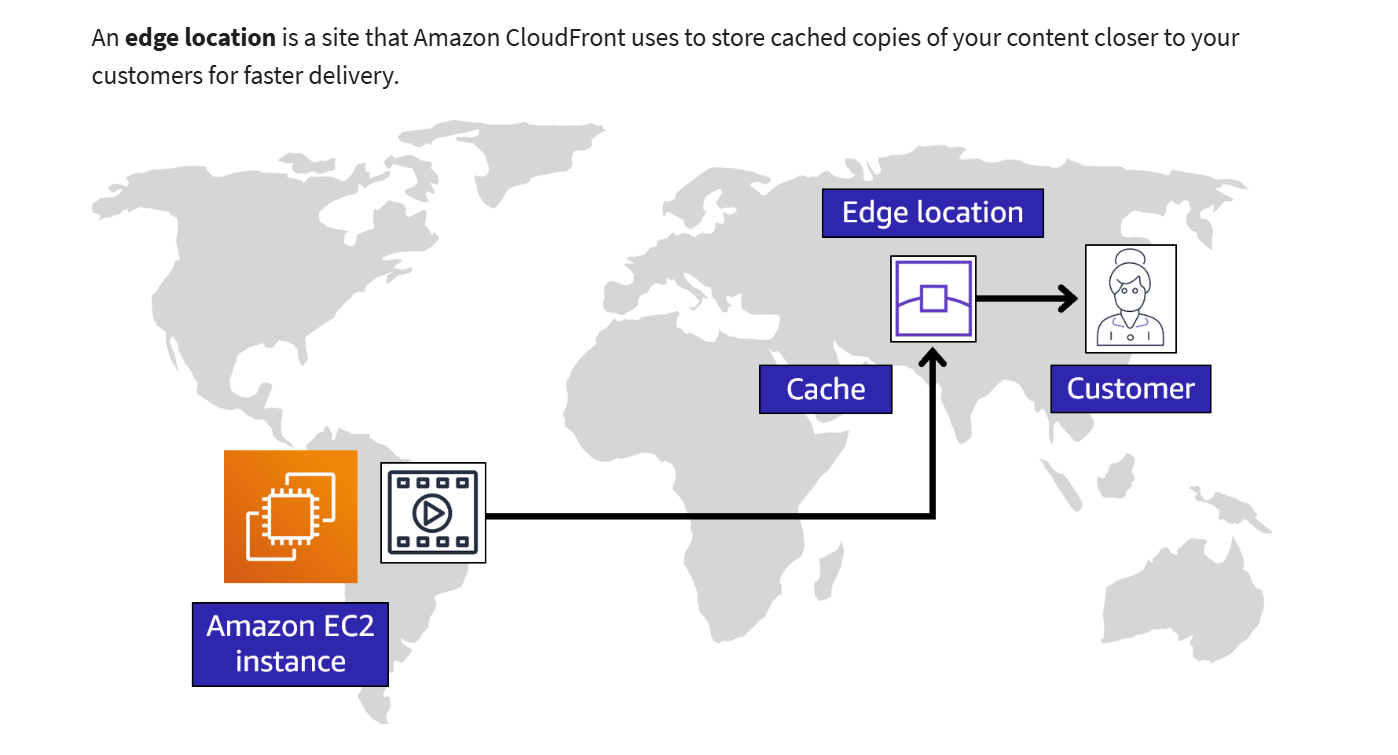 An edge location is a site that Amazon CloudFront uses to store cached copies of your content closer to your
customers for faster delivery.
Edge location
Cache
Customer
Amazon EC2
instance